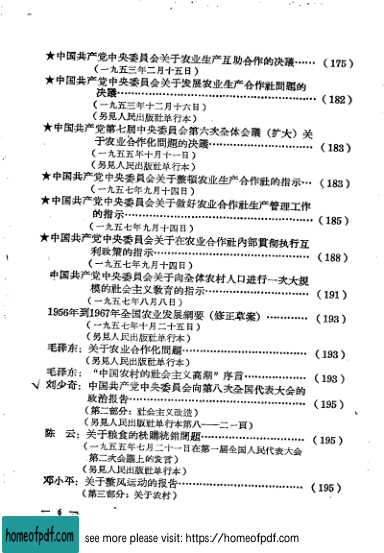 ★中国共产党中央委員会关于农业生产互助合作的决議……（175）
（一九五三年二月十五日）
★中国共产党中央委員会关于发展农业生产合作社問題的
决議……（182）
（一九五三年十二月十六日）
（另見人民出版社单行本）
★中国共产党第七届中央委員会第六次全体会議（扩大）关
于农业合作化問題的决議……（183）
（一九五五年十月十一日）
（另見人民出版社单行本）
★中国共产党中央委員会关于整頓农业生产合作社的指示…（183）
（一九五七年九月十四日）
★中国共产党中央委員会关于做好农业合作社生产管理工作
的指示……（185）
（一九五七年九月十四日）
★中国共产党中央委員会关于在农业合作社內部貫彻执行互
利政策的指示……（188）
（一九五七年九月十四日）
中国共产党中央委員会关于向全体农村人口进行一次大規
模的社会主义教育的指示……（191）
（一九五七年八月八日）
1956年到1967年全国农业发展綱要（修正草案）……（193）
（一九五七年十月二十五日）
（另見人民出版社单行本）
毛泽东：关于农业合作化問題……（193）
（另見人民出版社单行本）
毛泽东：“中国农村的社会主义高潮”序言……（193）
（另見人民出版社单行本）
√ 刘少奇：中国共产党中央委員会向第八次全国代表大会的
政治报告……（195）
（第二部分：社会主义改造）
（另見人民出版社单行本第八——二一頁）
陈　云：关于粮食的統購統銷問題……（195）
（一九五五年七月二十一日在第一届全国人民代表大会
第二次会議上的发言）
（另見人民出版社单行本）
邓小平：关于整风运动的报告……（195）
（第三部分：关于农村）
— 6 —
homeofpdf.com
see more please visit: https://homeofpdf.com